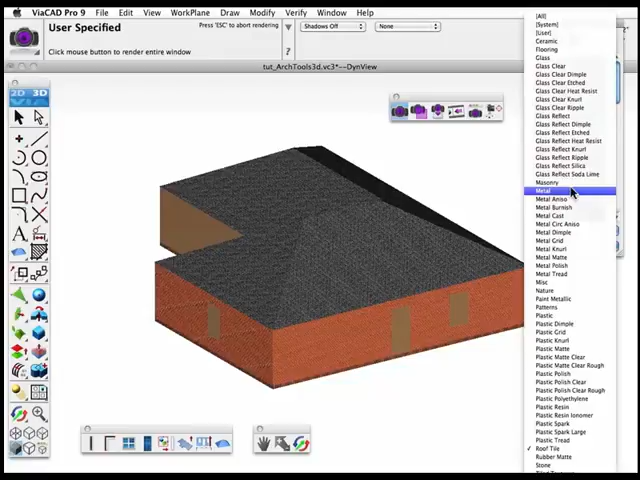 ViaCAD Pro 9 File Edit View WorkPlane Draw Modify Verify Window Help
User Specified
Press 'ESC' to abort rendering
Shadows Off
None
Click mouse button to render entire window
?
tut_ArchTools3d.vc3*--DynView
2D 3D
[All]
[System]
[User]
Ceramic
Flooring
Glass
Glass Clear
Glass Clear Dimple
Glass Clear Etched
Glass Clear Heat Resist
Glass Clear Knurl
Glass Clear Ripple
Glass Reflect
Glass Reflect Dimple
Glass Reflect Etched
Glass Reflect Heat Resist
Glass Reflect Knurl
Glass Reflect Ripple
Glass Reflect Silica
Glass Reflect Soda Lime
Masonry
Metal
Metal Aniso
Metal Burnish
Metal Cast
Metal Circ Aniso
Metal Dimple
Metal Grid
Metal Knurl
Metal Matte
Metal Polish
Metal Tread
Misc
Nature
Paint Metallic
Patterns
Plastic
Plastic Dimple
Plastic Grid
Plastic Knurl
Plastic Matte
Plastic Matte Clear
Plastic Matte Clear Rough
Plastic Polish
Plastic Polish Clear
Plastic Polish Clear Rough
Plastic Polyethylene
Plastic Resin
Plastic Resin Ionomer
Plastic Spark
Plastic Spark Large
Plastic Tread
✓ Roof Tile
Rubber Matte
Stone